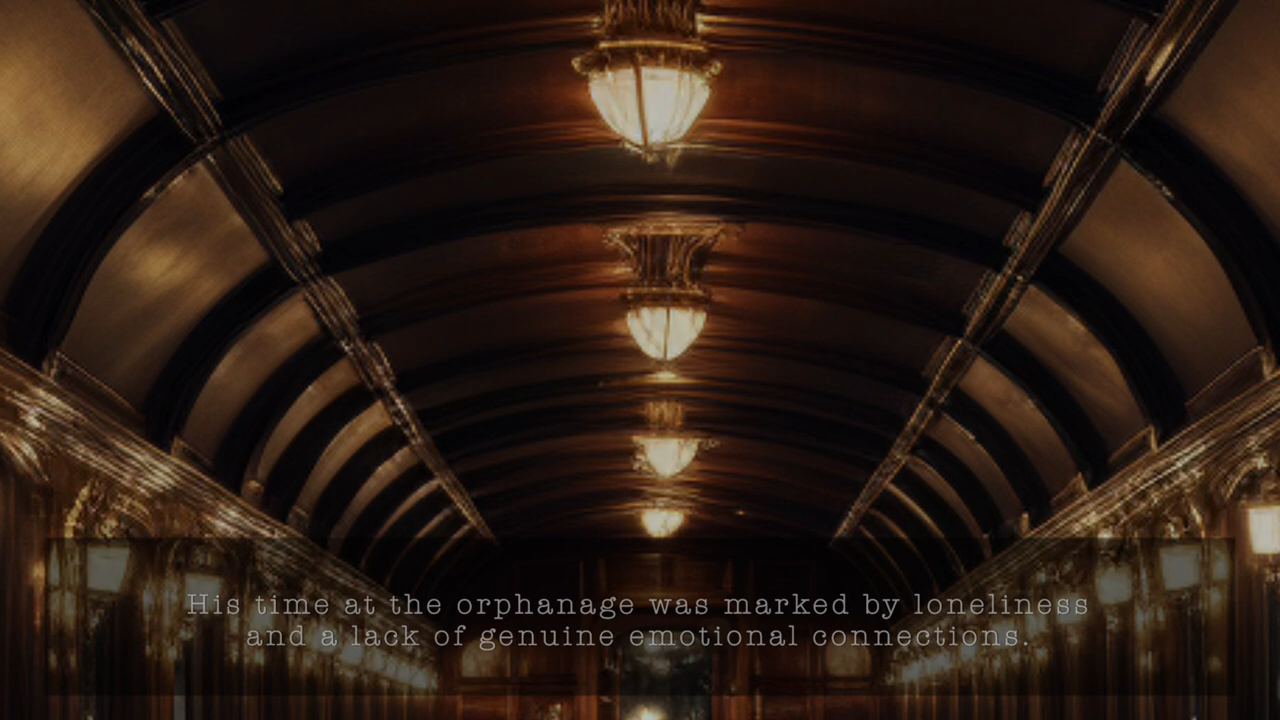 His time at the orphanage was marked by loneliness
and a lack of genuine emotional connections.